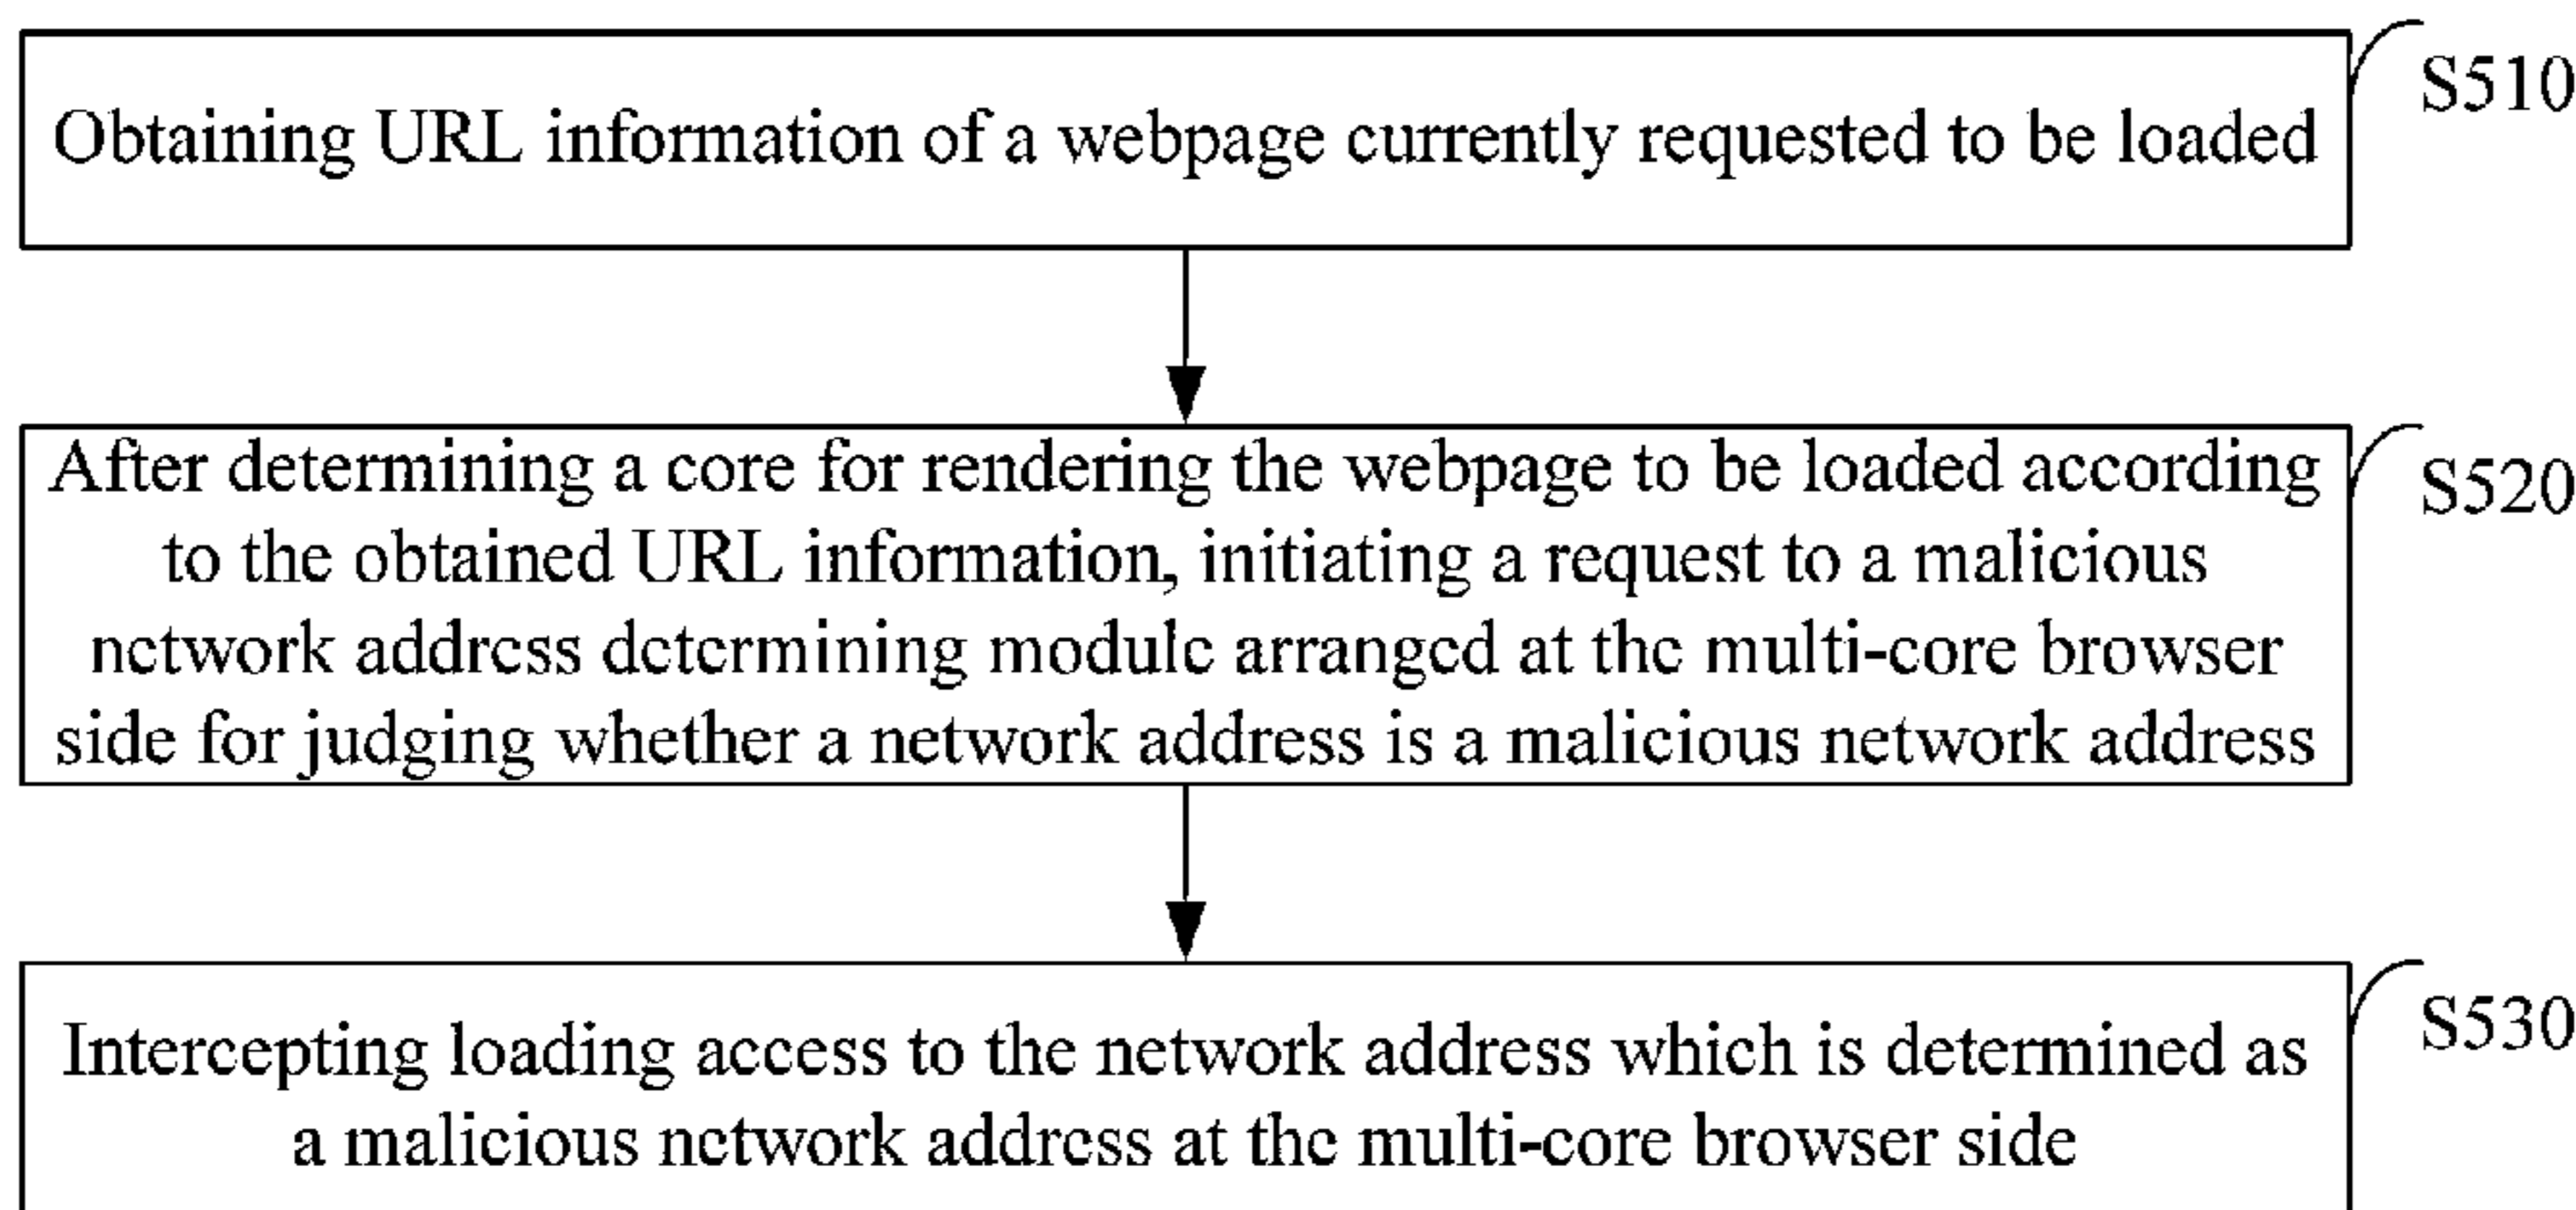 Obtaining URL information of a webpage currently requested to be loaded
S510
After determining a core for rendering the webpage to be loaded according
to the obtained URL information, initiating a request to a malicious
network address determining module arranged at the multi-core browser
side for judging whether a network address is a malicious network address
S520
Intercepting loading access to the network address which is determined as
a malicious network address at the multi-core browser side
S530